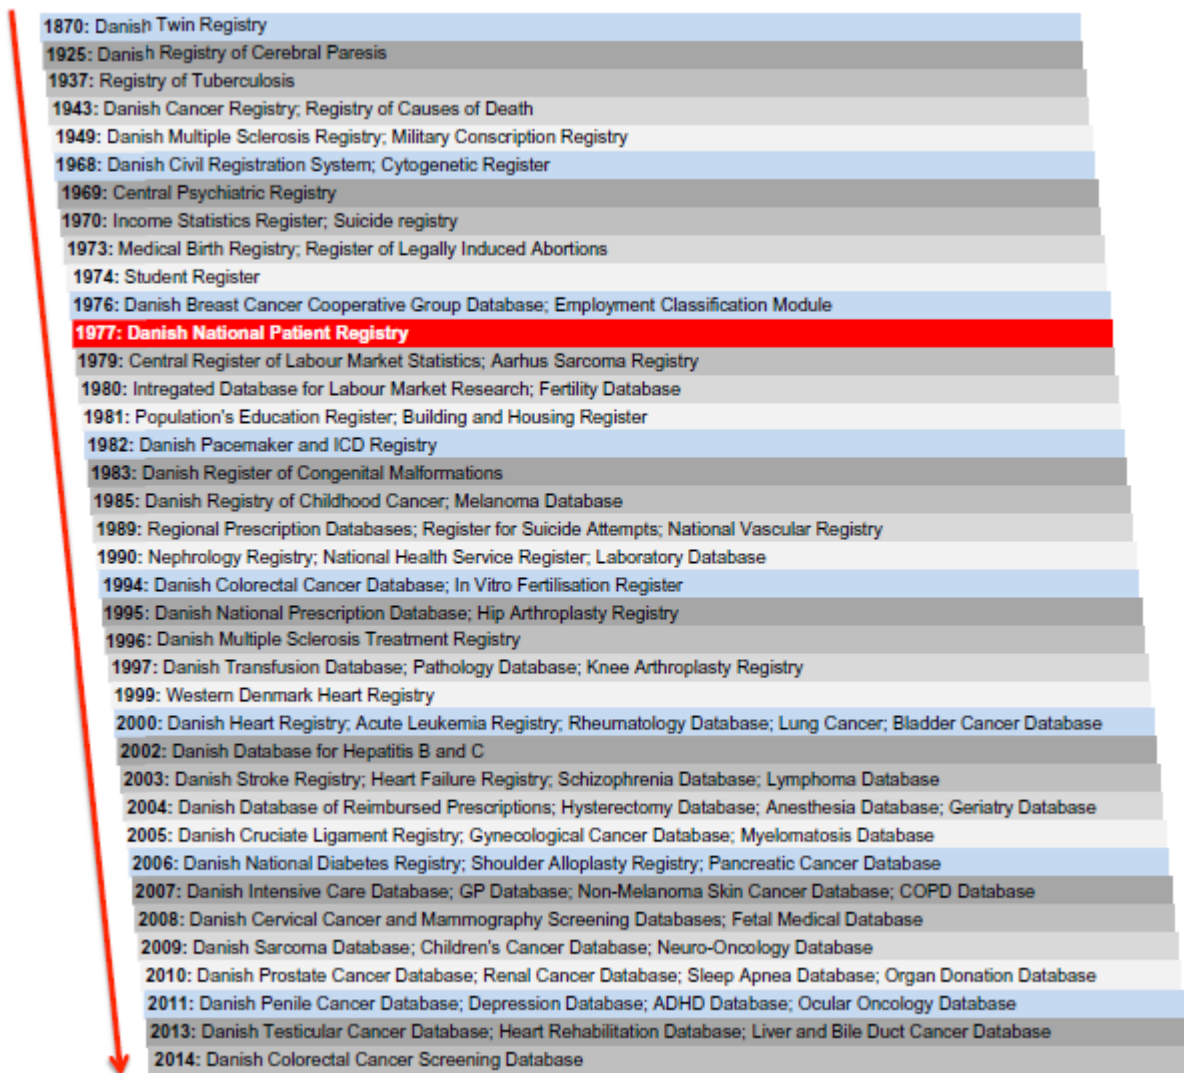 1870: Danish Twin Registry
1925: Danish Registry of Cerebral Paresis
1937: Registry of Tuberculosis
1943: Danish Cancer Registry; Registry of Causes of Death
1949: Danish Multiple Sclerosis Registry; Military Conscription Registry
1968: Danish Civil Registration System; Cytogenetic Register
1969: Central Psychiatric Registry
1970: Income Statistics Register; Suicide registry
1973: Medical Birth Registry; Register of Legally Induced Abortions
1974: Student Register
1976: Danish Breast Cancer Cooperative Group Database; Employment Classification Module
1977: Danish National Patient Registry
1979: Central Register of Labour Market Statistics; Aarhus Sarcoma Registry
1980: Intregated Database for Labour Market Research; Fertility Database
1981: Population's Education Register; Building and Housing Register
1982: Danish Pacemaker and ICD Registry
1983: Danish Register of Congenital Malformations
1985: Danish Registry of Childhood Cancer; Melanoma Database
1989: Regional Prescription Databases; Register for Suicide Attempts; National Vascular Registry
1990: Nephrology Registry; National Health Service Register; Laboratory Database
1994: Danish Colorectal Cancer Database; In Vitro Fertilisation Register
1995: Danish National Prescription Database; Hip Arthroplasty Registry
1996: Danish Multiple Sclerosis Treatment Registry
1997: Danish Transfusion Database; Pathology Database; Knee Arthroplasty Registry
1999: Western Denmark Heart Registry
2000: Danish Heart Registry; Acute Leukemia Registry; Rheumatology Database; Lung Cancer; Bladder Cancer Database
2002: Danish Database for Hepatitis B and C
2003: Danish Stroke Registry; Heart Failure Registry; Schizophrenia Database; Lymphoma Database
2004: Danish Database of Reimbursed Prescriptions; Hysterectomy Database; Anesthesia Database; Geriatry Database
2005: Danish Cruciate Ligament Registry; Gynecological Cancer Database; Myelomatosis Database
2006: Danish National Diabetes Registry; Shoulder Alloplasty Registry; Pancreatic Cancer Database
2007: Danish Intensive Care Database; GP Database; Non-Melanoma Skin Cancer Database; COPD Database
2008: Danish Cervical Cancer and Mammography Screening Databases; Fetal Medical Database
2009: Danish Sarcoma Database; Children's Cancer Database; Neuro-Oncology Database
2010: Danish Prostate Cancer Database; Renal Cancer Database; Sleep Apnea Database; Organ Donation Database
2011: Danish Penile Cancer Database; Depression Database; ADHD Database; Ocular Oncology Database
2013: Danish Testicular Cancer Database; Heart Rehabilitation Database; Liver and Bile Duct Cancer Database
2014: Danish Colorectal Cancer Screening Database